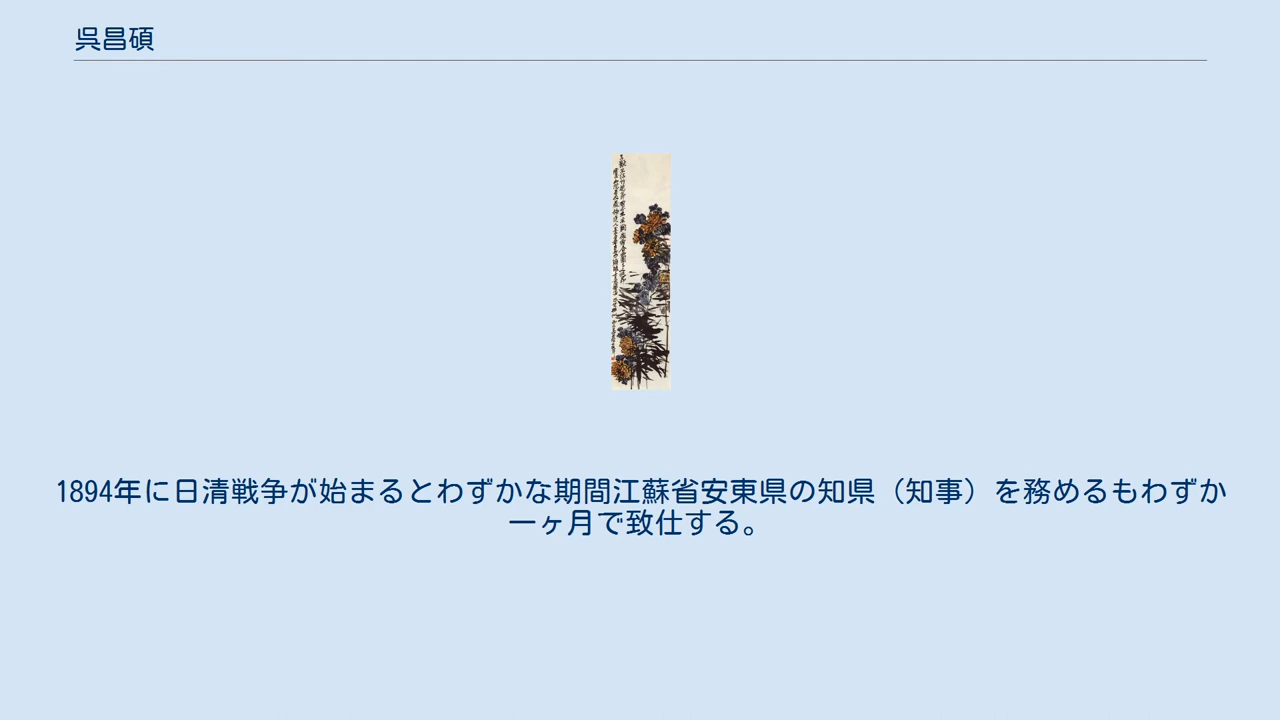 呉昌碩
1894年に日清戦争が始まるとわずかな期間江蘇省安東県の知県（知事）を務めるもわずか
一ヶ月で致仕する。